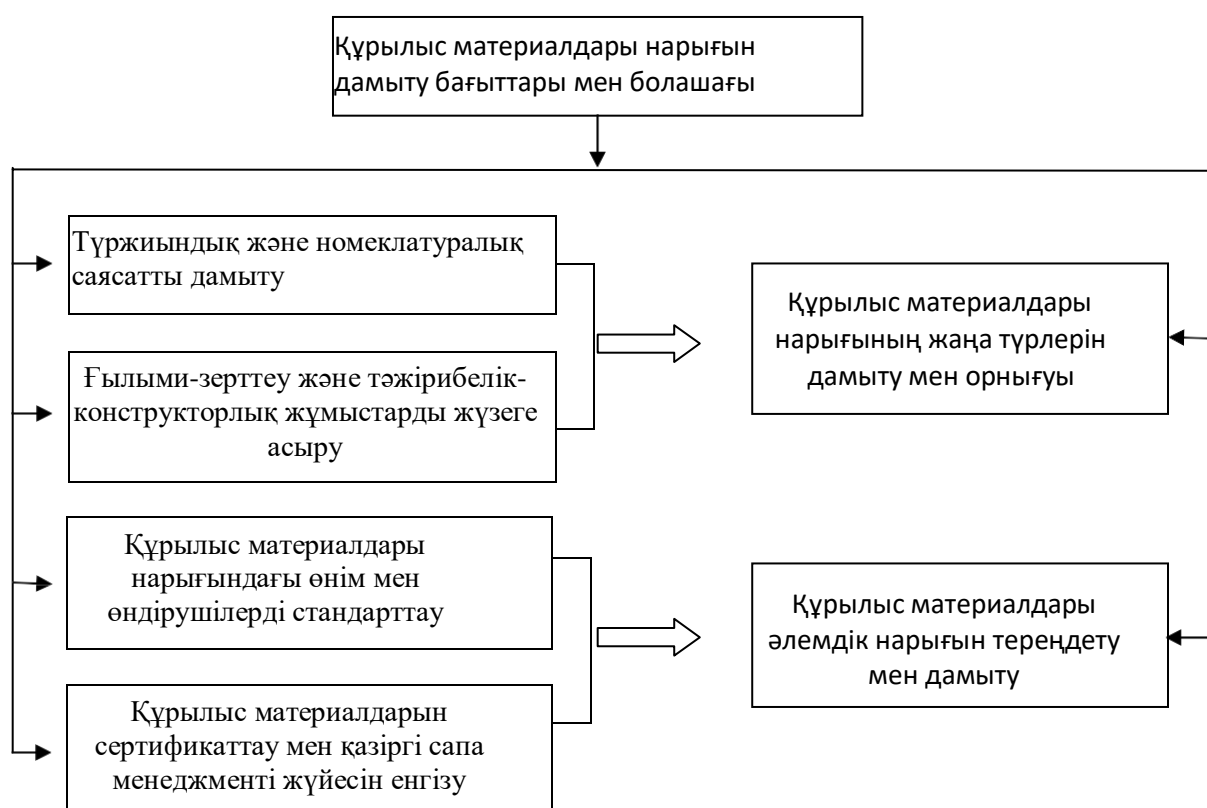 Құрылыс материалдары нарығын
дамыту бағыттары мен болашағы
Түржиындық және номеклатуралық
саясатты дамыту
Ғылыми-зерттеу және тәжірибелік-
конструкторлық жұмыстарды жүзеге
асыру
Құрылыс материалдары
нарығының жаңа түрлерін
дамыту мен орнығуы
Құрылыс материалдары
нарығындағы өнім мен
өндірушілерді стандарттау
Құрылыс материалдарын
сертификаттау мен қазіргі сапа
менеджменті жүйесін енгізу
Құрылыс материалдары
әлемдік нарығын тереңдету
мен дамыту